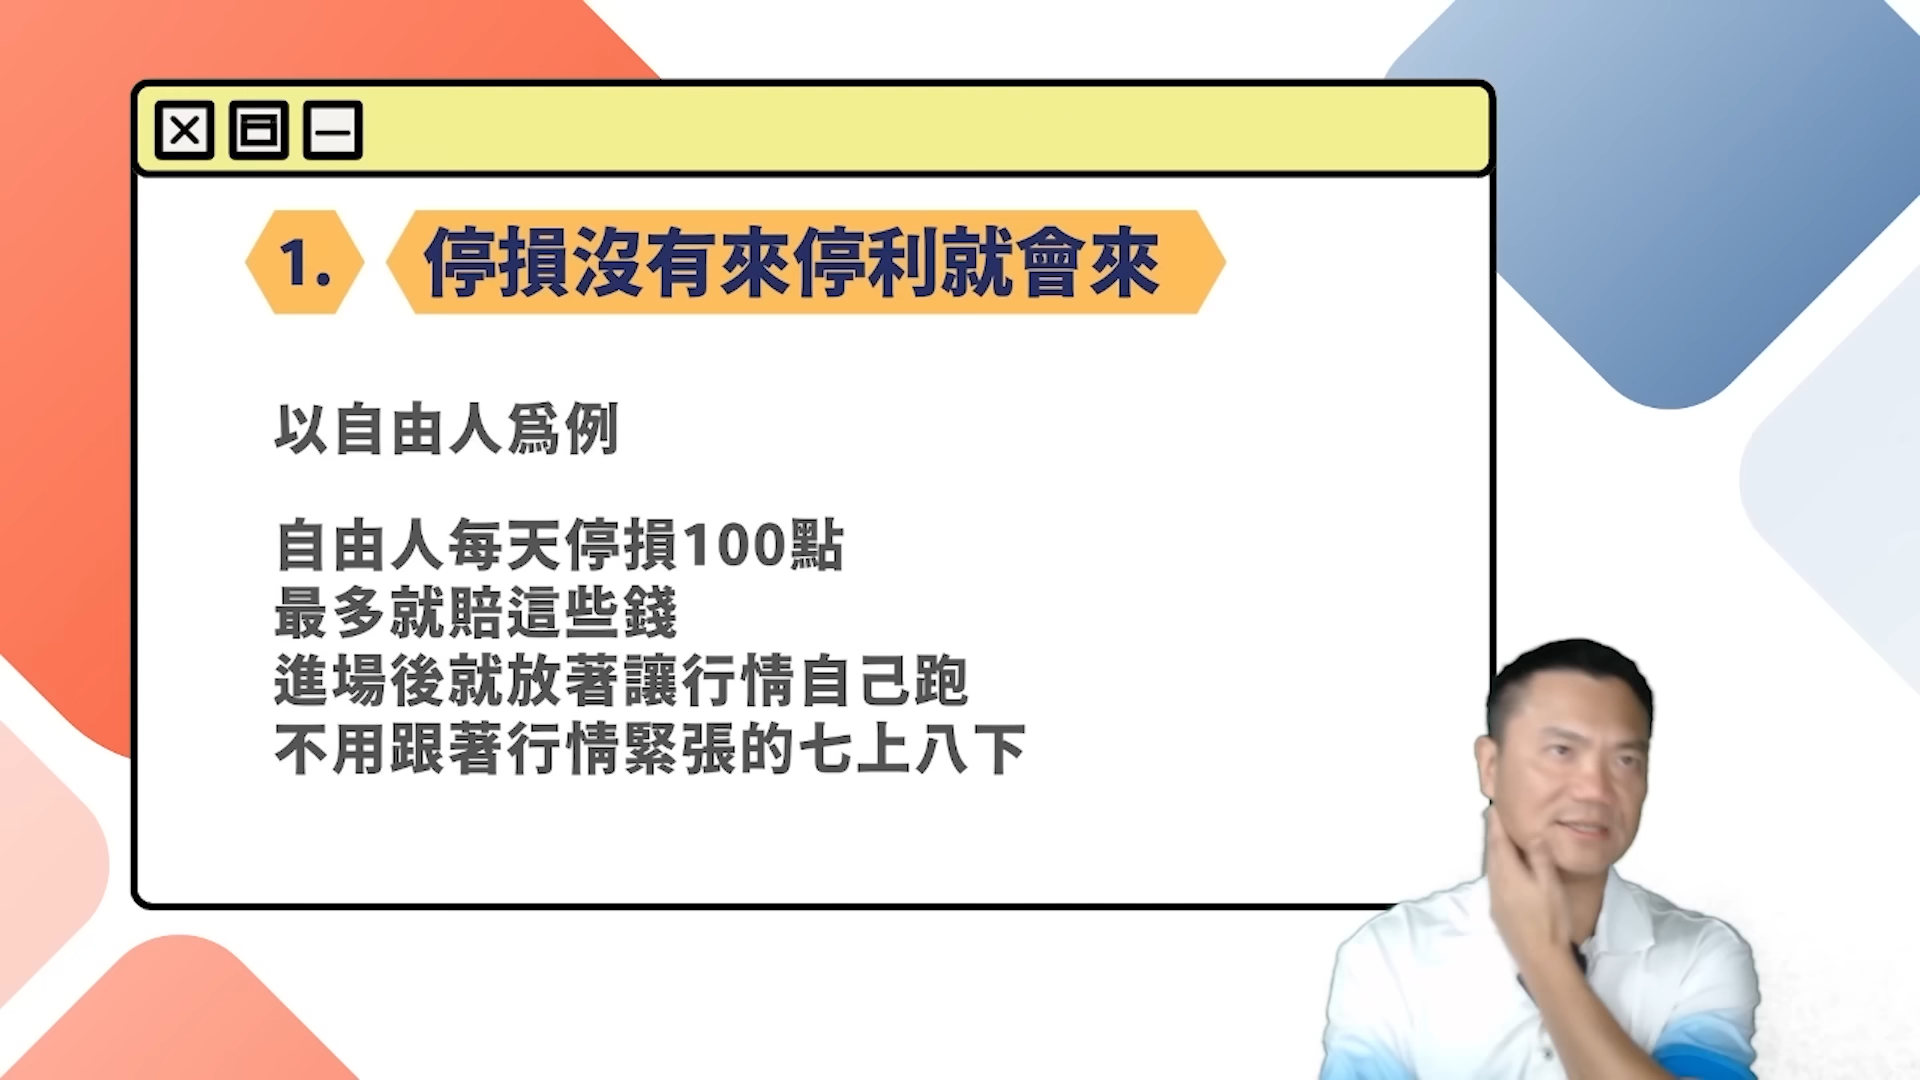 1. 停損沒有來停利就會來
以自由人爲例
自由人每天停損100點
最多就賠這些錢
進場後就放著讓行情自己跑
不用跟著行情緊張的七上八下